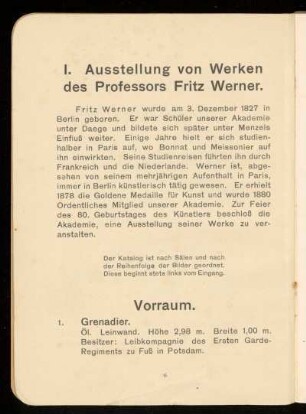 I. Ausstellung von Werken
des Professors Fritz Werner.
Fritz Werner wurde am 3. Dezember 1827 in
Berlin geboren. Er war Schüler unserer Akademie
unter Daege und bildete sich später unter Menzels
Einfluß weiter. Einige Jahre hielt er sich studien-
halber in Paris auf, wo Bonnat und Meissonier auf
ihn einwirkten. Seine Studienreisen führten ihn durch
Frankreich und die Niederlande. Werner ist, abge-
sehen von seinem mehrjährigen Aufenthalt in Paris,
immer in Berlin künstlerisch tätig gewesen. Er erhielt
1878 die Goldene Medaille für Kunst und wurde 1880
Ordentliches Mitglied unserer Akademie. Zur Feier
des 80. Geburtstages des Künstlers beschloß die
Akademie, eine Ausstellung seiner Werke zu ver-
anstalten.
Der Katalog ist nach Sälen und nach
der Reihenfolge der Bilder geordnet.
Diese beginnt stets links vom Eingang.
Vorraum.
1. Grenadier.
Öl. Leinwand. Höhe 2,98 m. Breite 1,00 m.
Besitzer: Leibkompagnie des Ersten Garde-
Regiments zu Fuß in Potsdam.